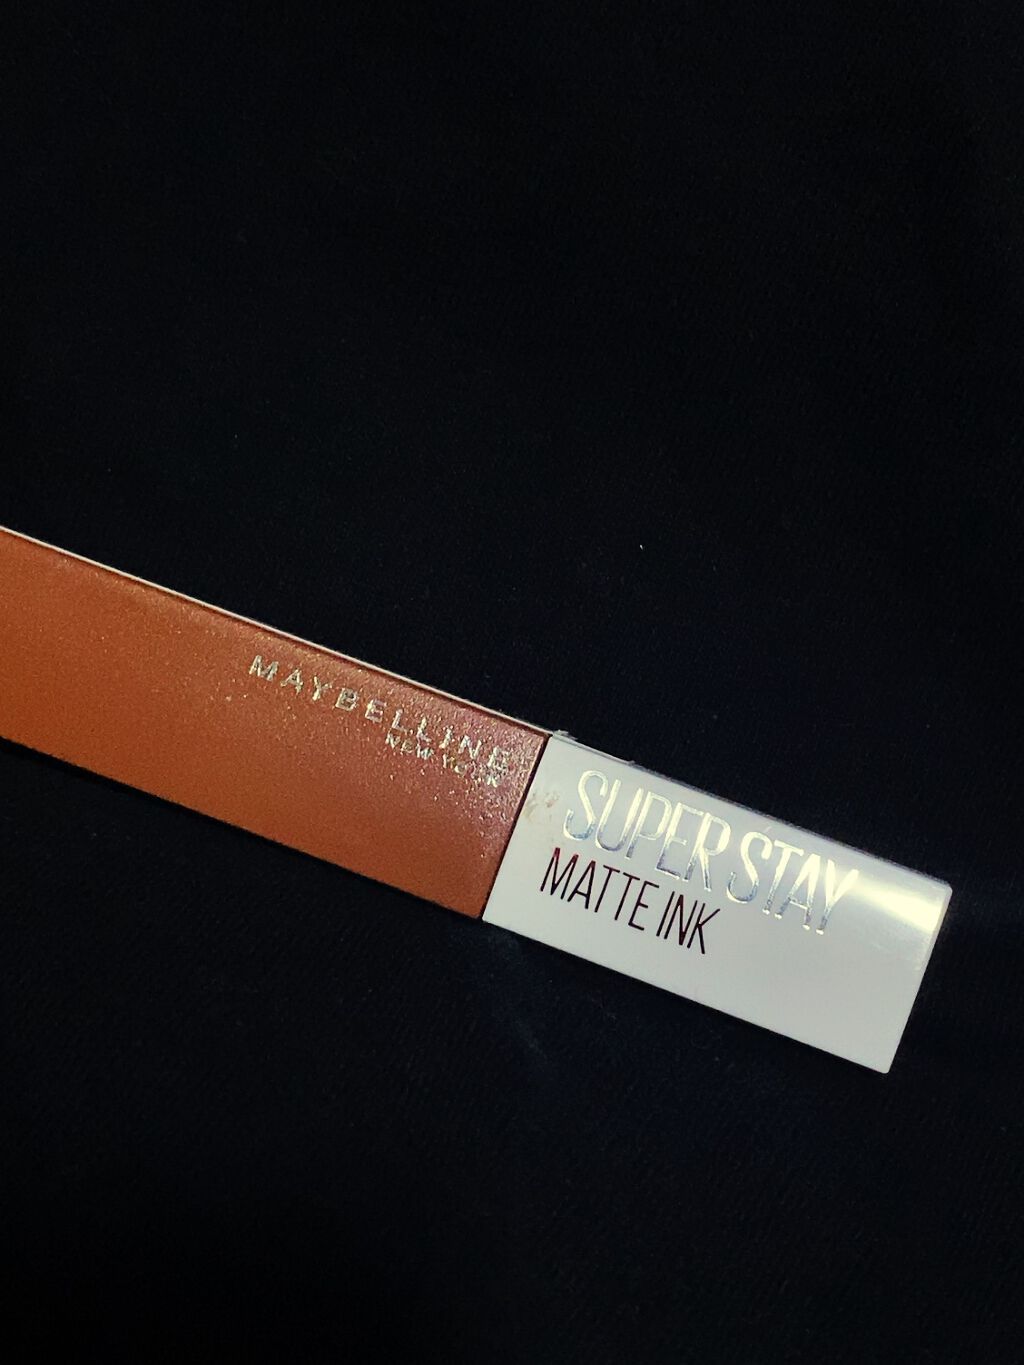 MAYBELLINE
NEW YORK
SUPER STAY
MATTE INK